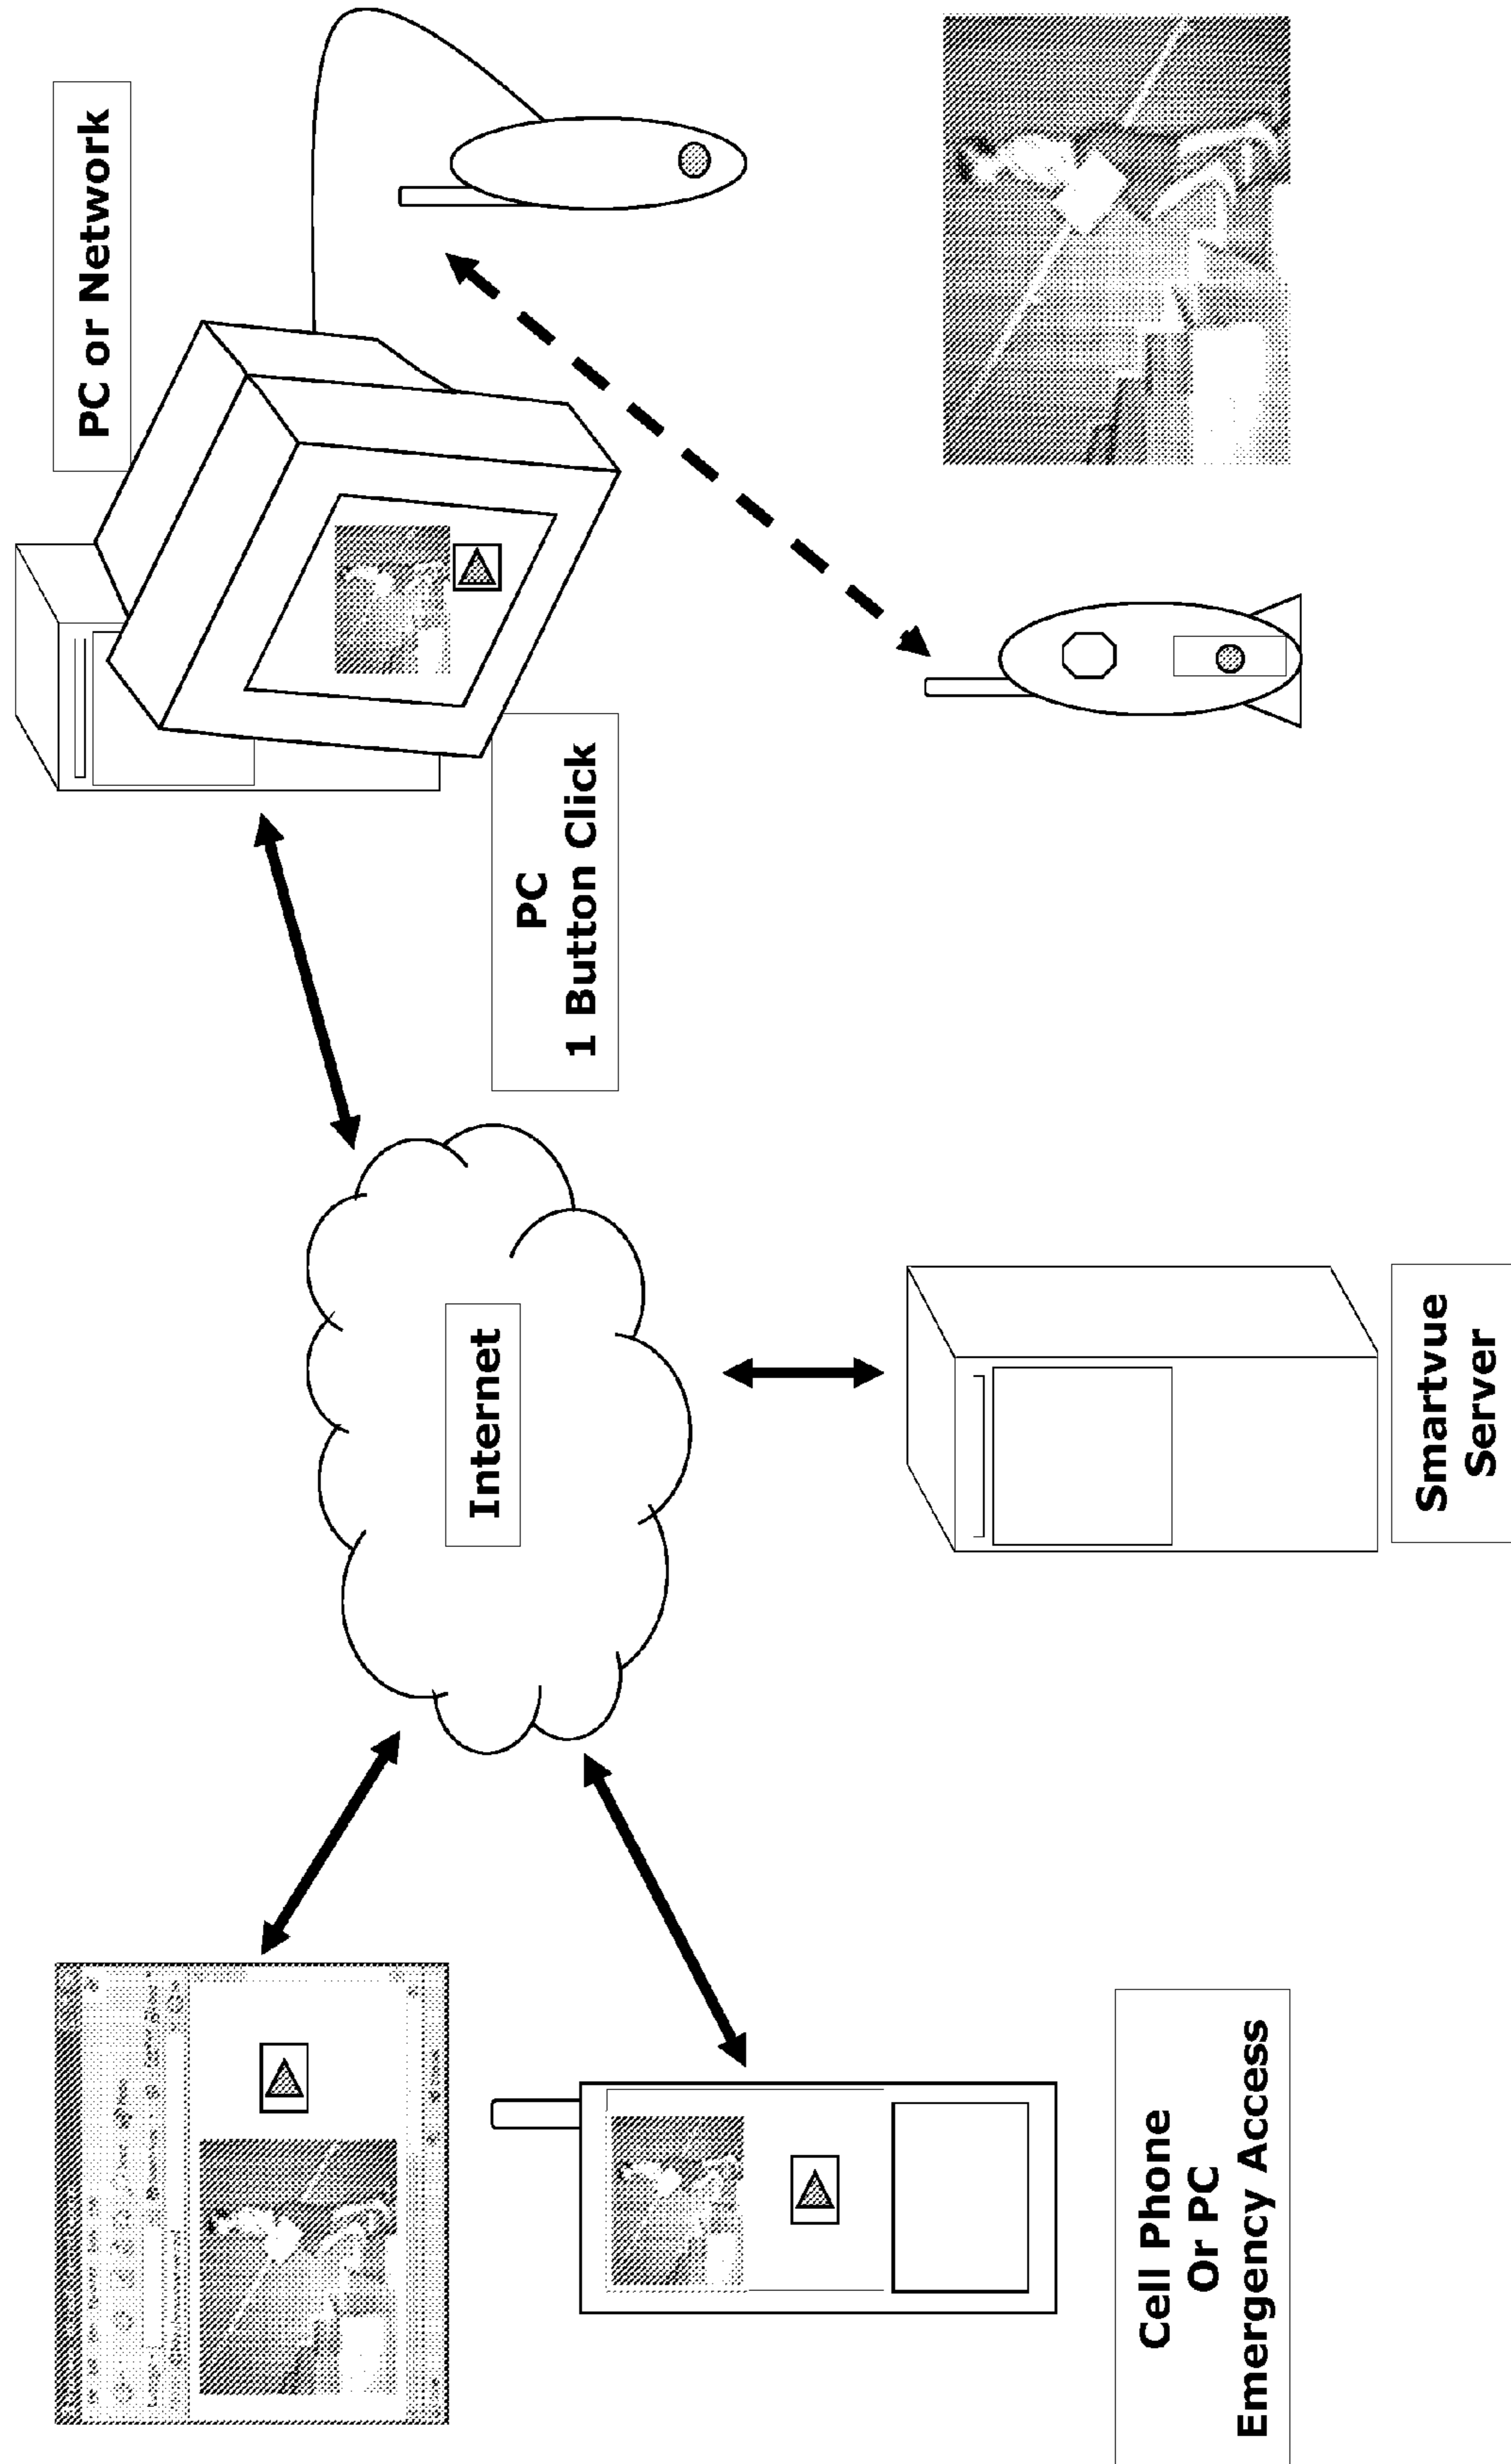 PC or Network
PC
1 Button Click
Internet
Smartvue
Server
Cell Phone
Or PC
Emergency Access